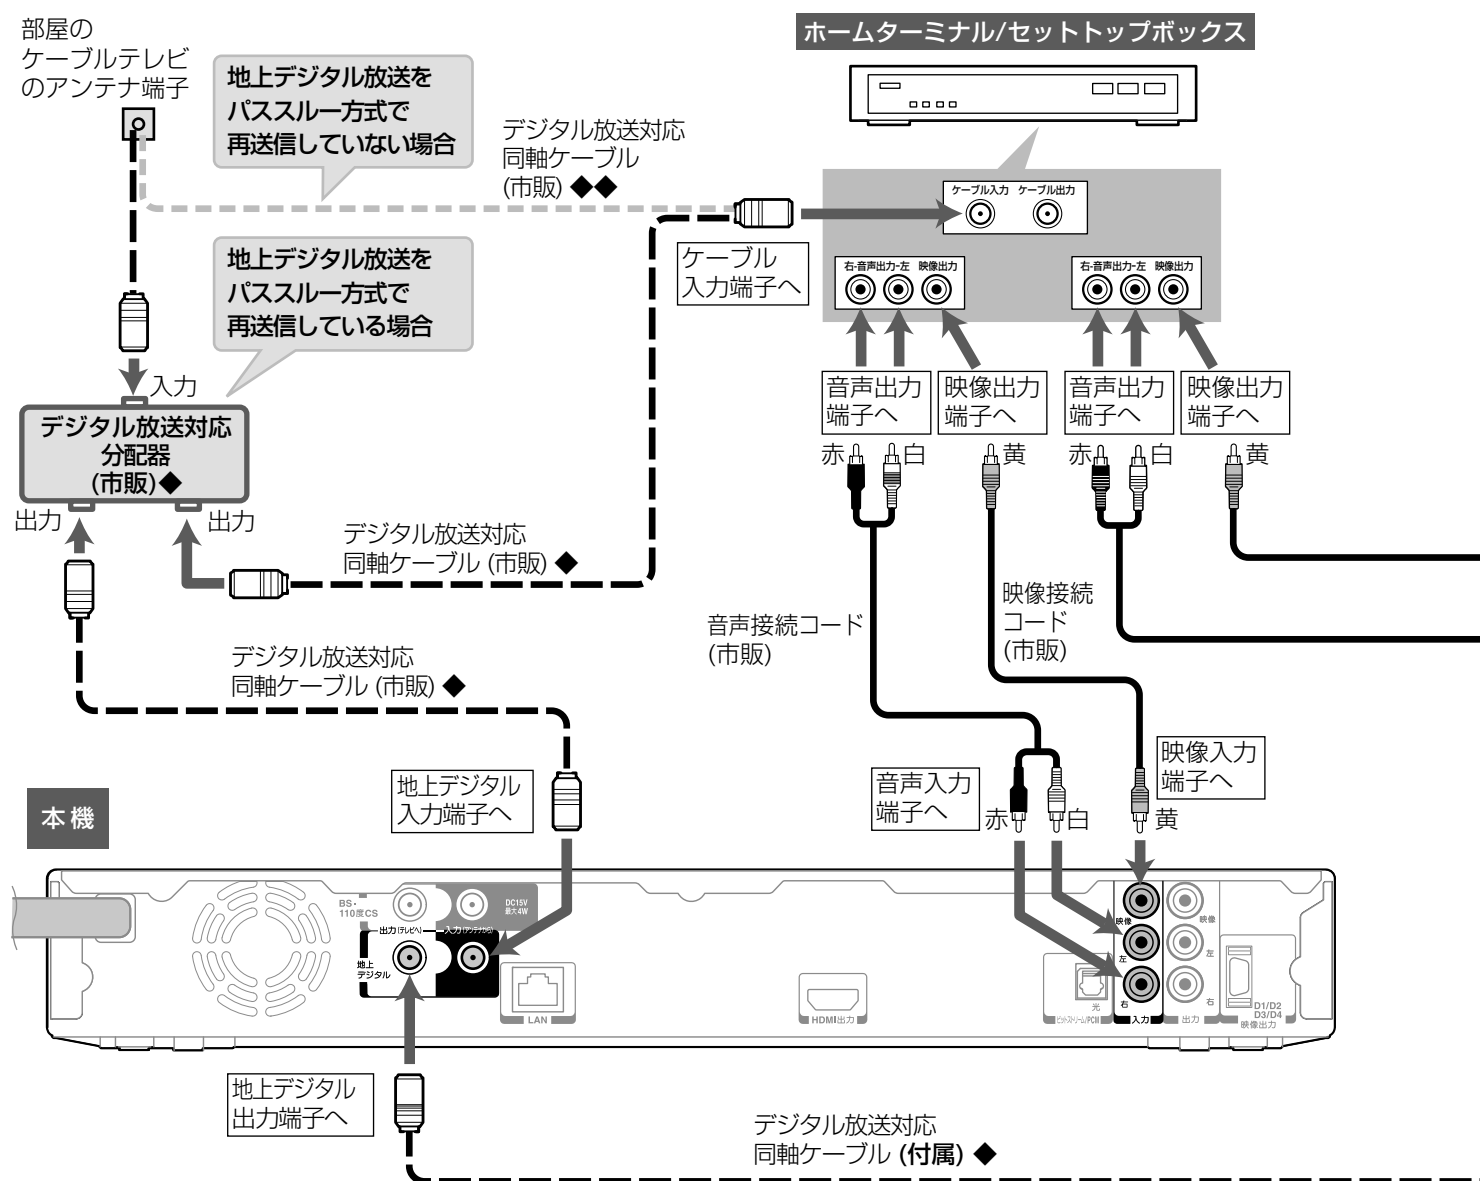 部屋の
ケーブルテレビ
のアンテナ端子
地上デジタル放送を
パススルー方式で
再送信していない場合
デジタル放送対応
同軸ケーブル
(市販) ◆◆
ホームターミナル/セットトップボックス
ケーブル入力 ケーブル出力
ケーブル
入力端子へ
右-音声出力-左 映像出力
右-音声出力-左 映像出力
地上デジタル放送を
パススルー方式で
再送信している場合
入力
デジタル放送対応
分配器
(市販)◆
出力
出力
音声出力
端子へ
映像出力
端子へ
音声出力
端子へ
映像出力
端子へ
赤
白
黄
赤
白
黄
デジタル放送対応
同軸ケーブル (市販) ◆
デジタル放送対応
同軸ケーブル (市販) ◆
音声接続コード
(市販)
映像接続
コード
(市販)
地上デジタル
入力端子へ
音声入力
端子へ
映像入力
端子へ
赤
白
黄
本機
BS・
110度CS
DC15V
最大4W
出力(テレビへ)
入力(アンテナから)
地上
デジタル
LAN
HDMI出力
光
ビットストリーム/PCM
映像
左
右
入力
映像
左
右
出力
D1/D2
D3/D4
映像出力
地上デジタル
出力端子へ
デジタル放送対応
同軸ケーブル (付属) ◆